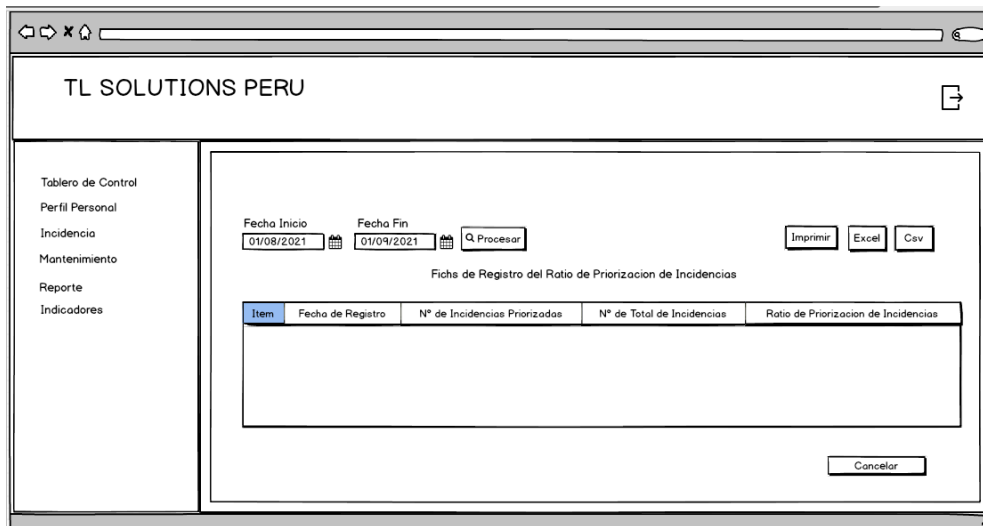 TL SOLUTIONS PERU
Tablero de Control
Perfil Personal
Incidencia
Mantenimiento
Reporte
Indicadores
Fecha Inicio Fecha Fin
01/08/2021 01/09/2021 Procesar Imprimir Excel Csv
Fichs de Registro del Ratio de Priorizacion de Incidencias
Item Fecha de Registro N° de Incidencias Priorizadas N° de Total de Incidencias Ratio de Priorizacion de Incidencias
Cancelar